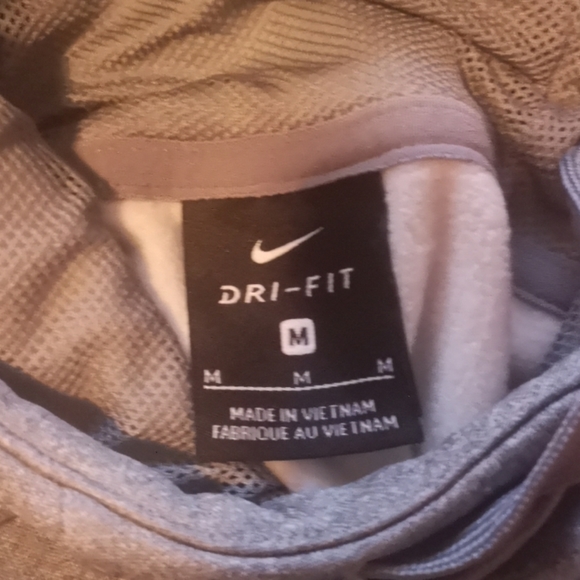 DRI-FIT
M
M M M
MADE IN VIETNAM
FABRIQUE AU VIETNAM